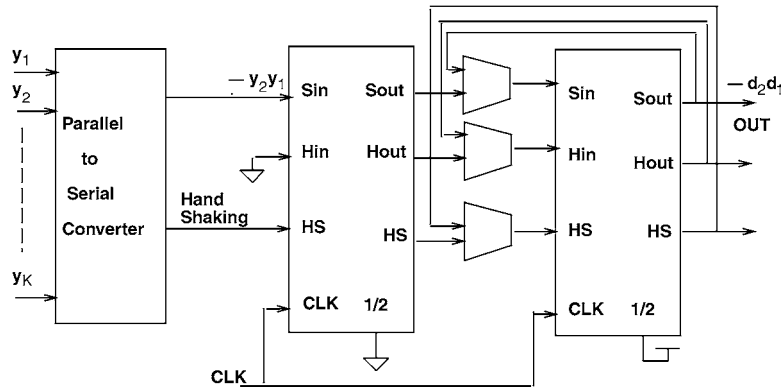 y1
y2
yK
Parallel
to
Serial
Converter
— y2y1
Hand
Shaking
Sin
Hin
HS
CLK 1/2
Sout
Hout
HS
Sin
Hin
HS
CLK 1/2
Sout
Hout
HS
— d2d1
OUT
CLK